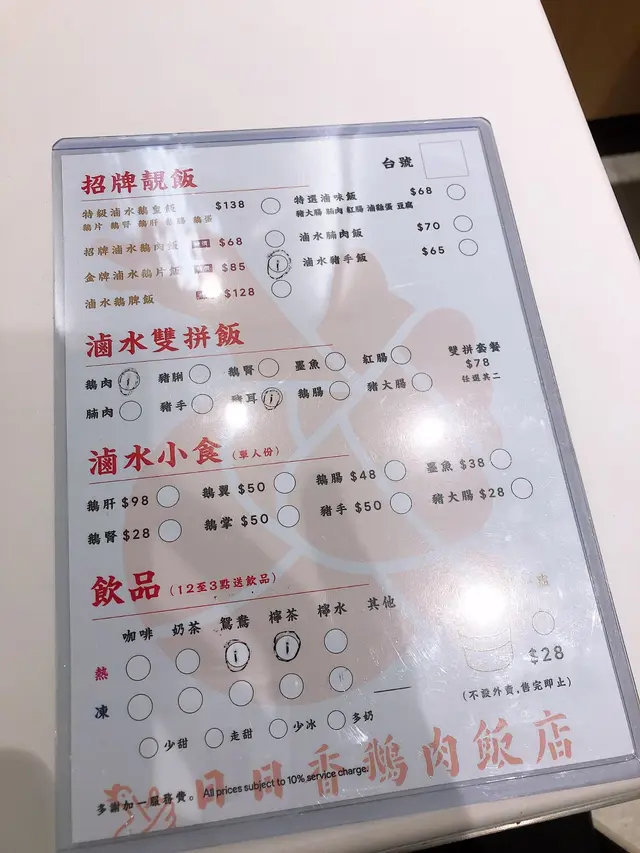 台號
招牌靚飯
特級滷水鵝皇飯 $138
鵝片 鵝腎 鵝肝 鵝腸 鵝蛋
招牌滷水鵝肉飯 $68
金牌滷水鵝片飯 $85
滷水鵝髀飯 $128
特選滷味飯 $68
豬大腸 腩肉 紅腸 滷雞蛋 豆腐
滷水腩肉飯 $70
滷水豬手飯 $65
滷水雙拼飯
鵝肉 豬脷 鵝腎 墨魚 紅腸
腩肉 豬手 豬耳 鵝腸 豬大腸
雙拼套餐
$78
任選其二
滷水小食 (單人份)
鵝肝 $98 鵝翼 $50 鵝腸 $48 墨魚 $38
鵝腎 $28 鵝掌 $50 豬手 $50 豬大腸 $28
飲品 (12至3點送飲品)
咖啡 奶茶 鴛鴦 檸茶 檸水 其他
熱
凍
少甜 走甜 少冰 多奶
$28
(不設外賣,售完即止)
日日香鵝肉飯店
多謝加一服務費。 All prices subject to 10% service charge.